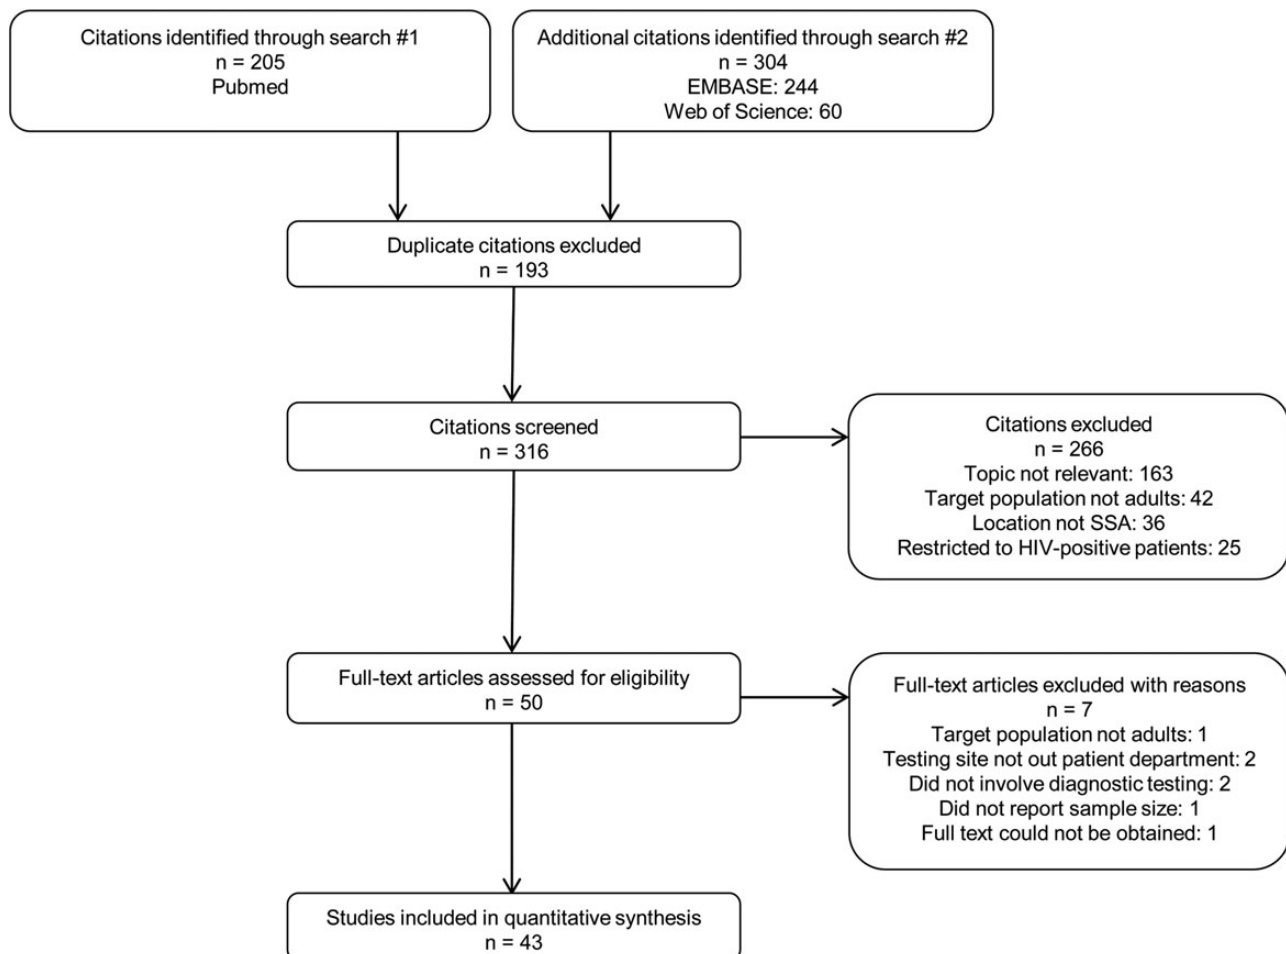 Citations identified through search #1
n = 205
Pubmed
Additional citations identified through search #2
n = 304
EMBASE: 244
Web of Science: 60
Duplicate citations excluded
n = 193
Citations screened
n = 316
Citations excluded
n = 266
Topic not relevant: 163
Target population not adults: 42
Location not SSA: 36
Restricted to HIV-positive patients: 25
Full-text articles assessed for eligibility
n = 50
Full-text articles excluded with reasons
n = 7
Target population not adults: 1
Testing site not out patient department: 2
Did not involve diagnostic testing: 2
Did not report sample size: 1
Full text could not be obtained: 1
Studies included in quantitative synthesis
n = 43